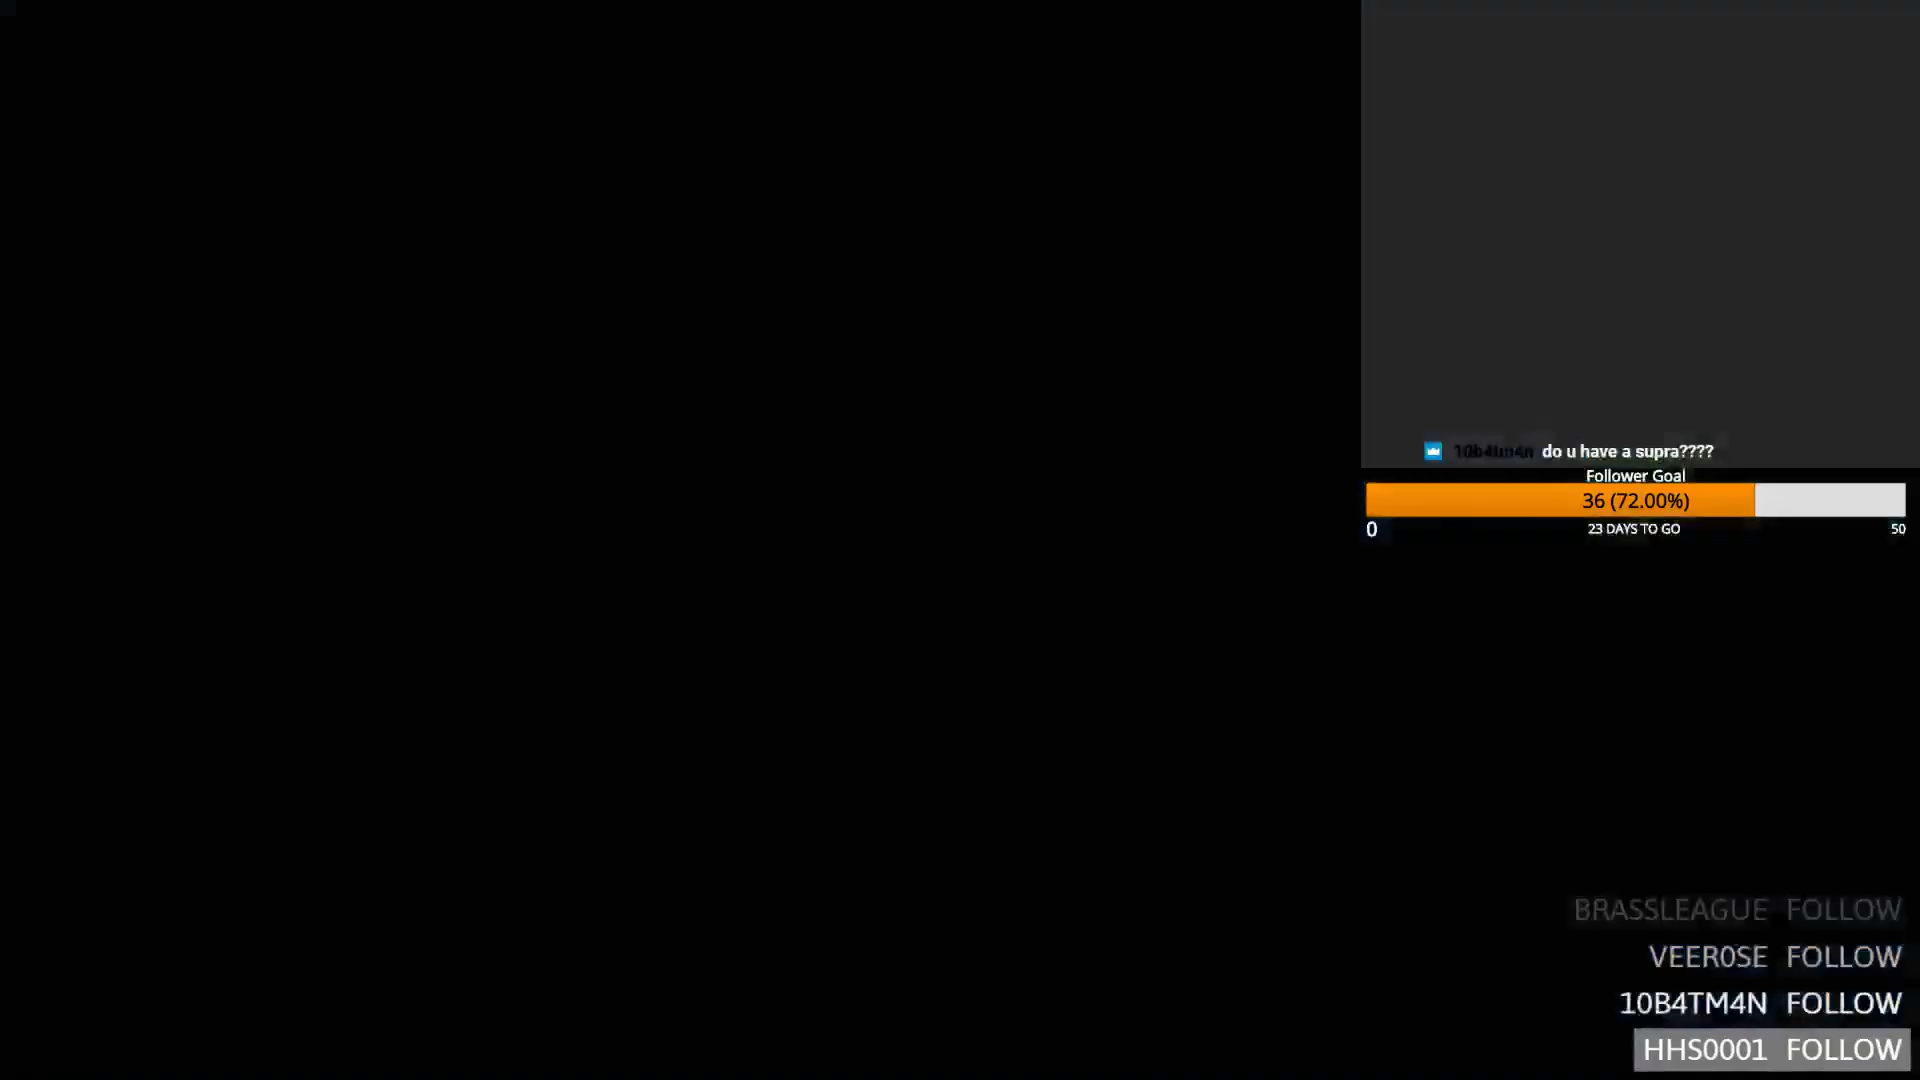 10b4tm4n do u have a supra????
Follower Goal
36 (72.00%)
0 23 DAYS TO GO 50
BRASSLEAGUE FOLLOW
VEER0SE FOLLOW
10B4TM4N FOLLOW
HHS0001 FOLLOW